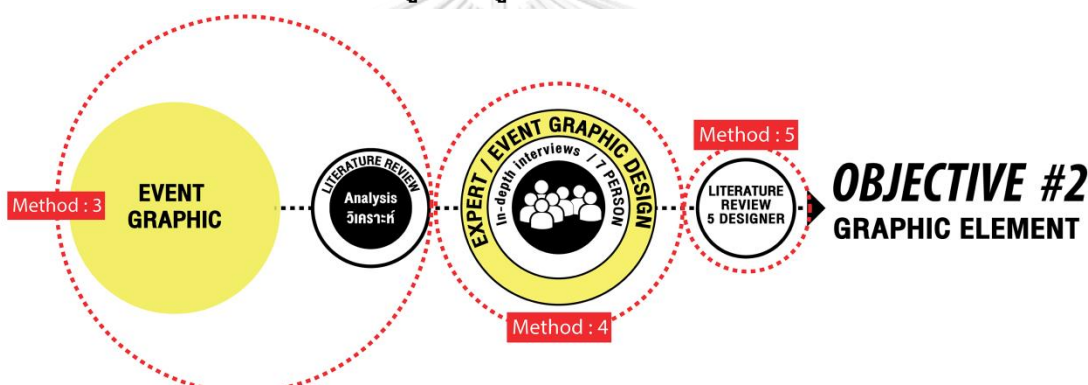 Method : 3
EVENT
GRAPHIC
LITERATURE REVIEW
Analysis
วิเคราะห์
EXPERT / EVENT GRAPHIC DESIGN
In-depth interviews / 7 PERSON
Method : 4
Method : 5
LITERATURE
REVIEW
5 DESIGNER
OBJECTIVE #2
GRAPHIC ELEMENT